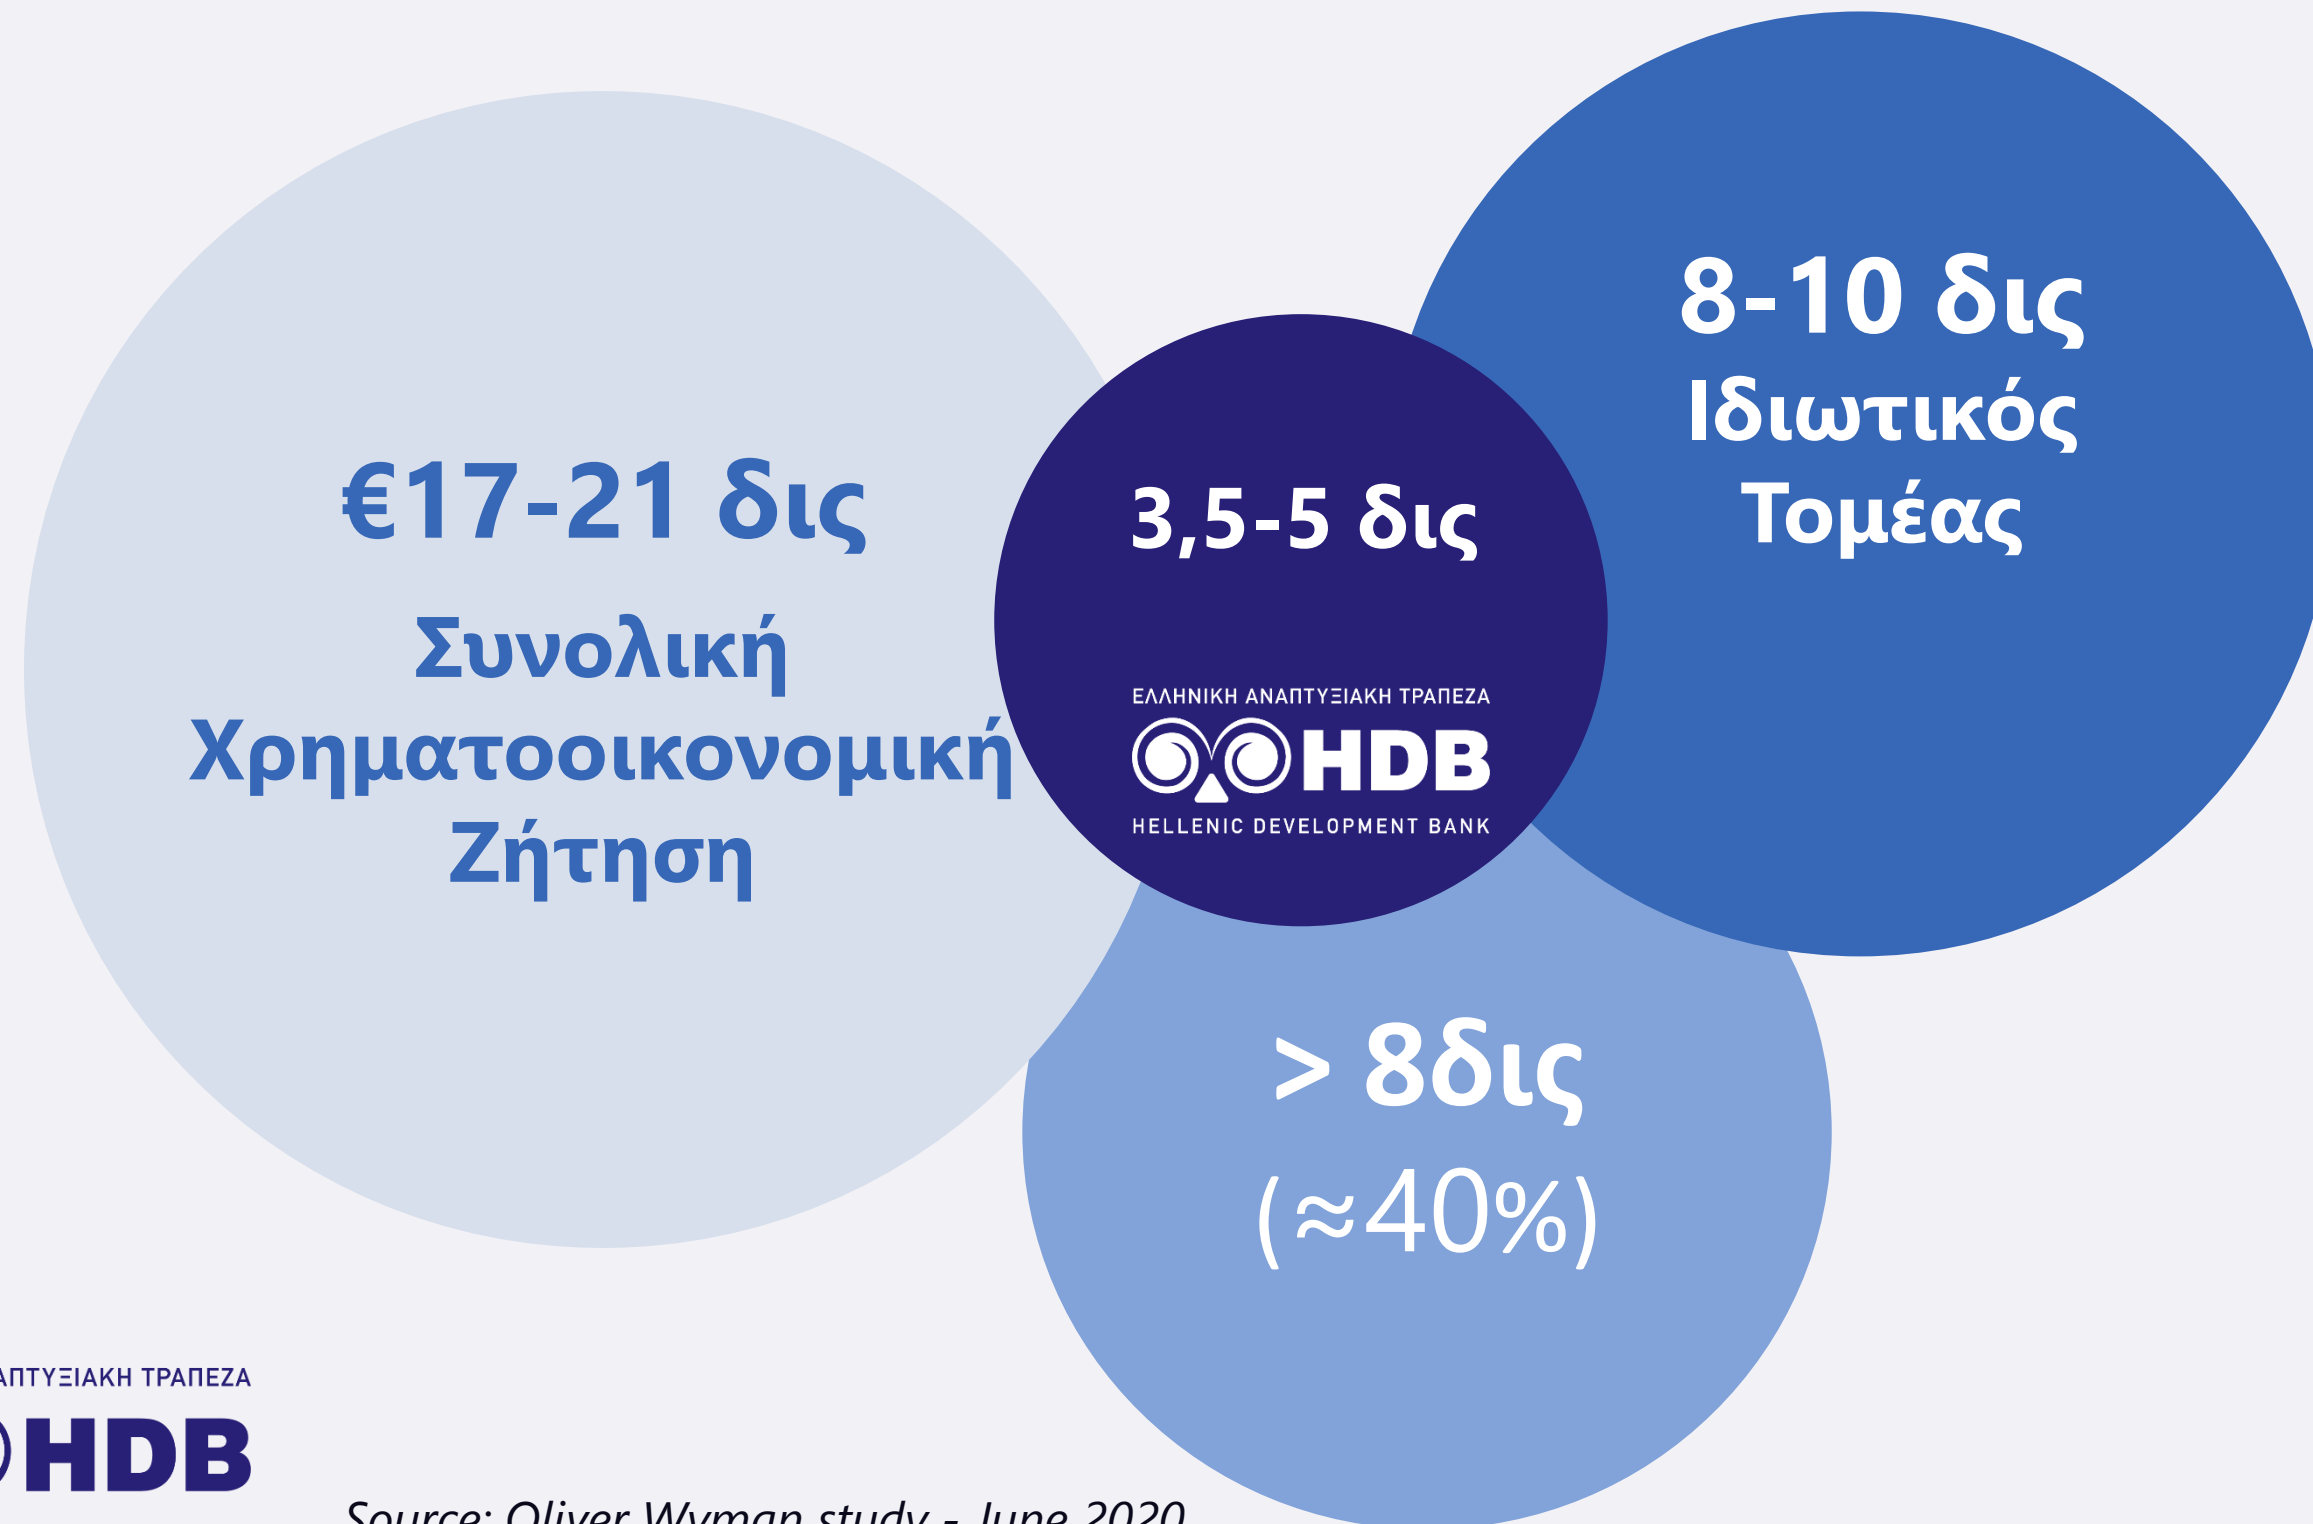 €17-21 δις
Συνολική
Χρηματοοικονομική
Ζήτηση
3,5-5 δις
ΕΛΛΗΝΙΚΗ ΑΝΑΠΤΥΞΙΑΚΗ ΤΡΑΠΕΖΑ
HDB
HELLENIC DEVELOPMENT BANK
8-10 δις
Ιδιωτικός
Τομέας
> 8δις
(≈40%)
ΑΠΤΥΞΙΑΚΗ ΤΡΑΠΕΖΑ
HDB
Source: Oliver Wyman study - June 2020